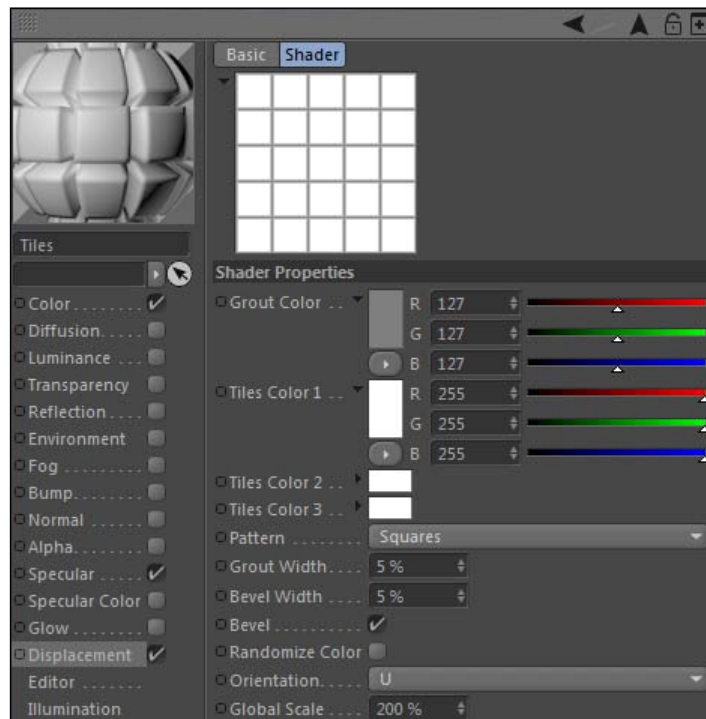 Basic Shader
Tiles
Shader Properties
Color ........
Diffusion.....
Luminance ...
Transparency
Reflection ....
Environment
Fog .........
Bump........
Normal ......
Alpha........
Specular .....
Specular Color
Glow ........
Displacement
Editor .......
Illumination
Grout Color .. R 127
G 127
B 127
Tiles Color 1 .. R 255
G 255
B 255
Tiles Color 2 ..
Tiles Color 3 ..
Pattern ........ Squares
Grout Width.... 5 %
Bevel Width .... 5 %
Bevel ..........
Randomize Color
Orientation..... U
Global Scale .... 200 %